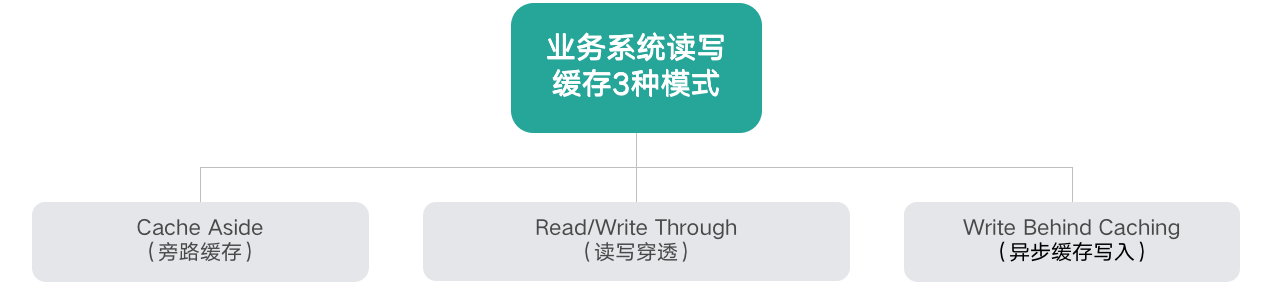 业务系统读写
缓存3种模式
Cache Aside
（旁路缓存）
Read/Write Through
（读写穿透）
Write Behind Caching
（异步缓存写入）